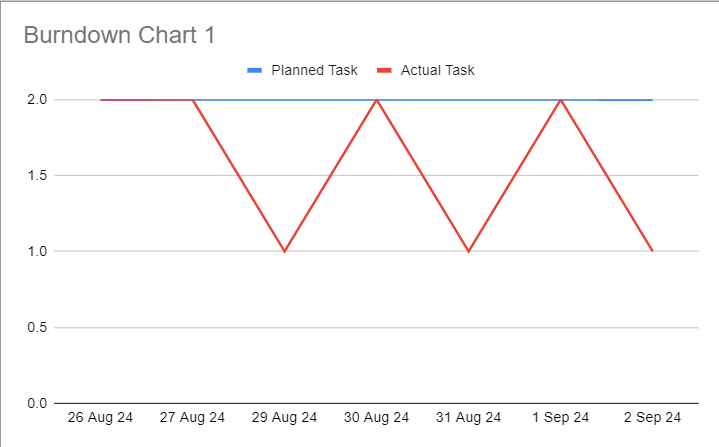 Burndown Chart 1
Planned Task Actual Task
2.0
1.5
1.0
0.5
0.0
26 Aug 24 27 Aug 24 29 Aug 24 30 Aug 24 31 Aug 24 1 Sep 24 2 Sep 24